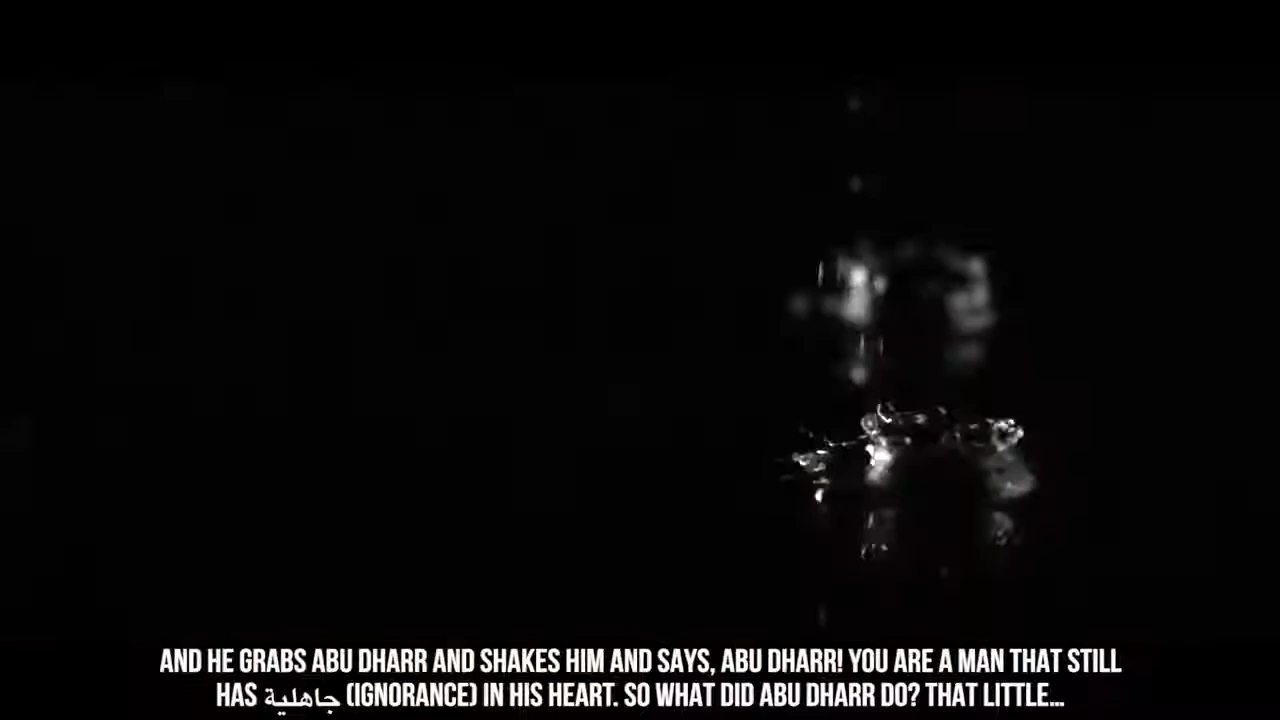 AND HE GRABS ABU DHARR AND SHAKES HIM AND SAYS, ABU DHARR! YOU ARE A MAN THAT STILL
HAS جاهلية (IGNORANCE) IN HIS HEART. SO WHAT DID ABU DHARR DO? THAT LITTLE...